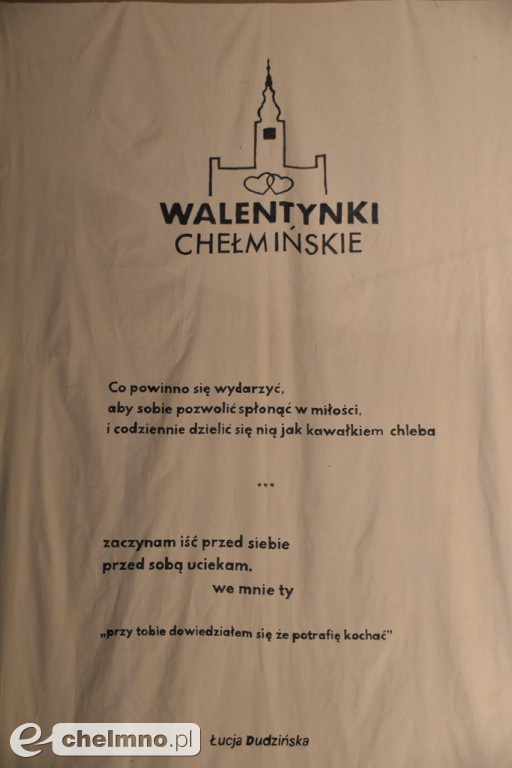 WALENTYNKI
CHEŁMIŃSKIE
Co powinno się wydarzyć,
aby sobie pozwolić spłonąć w miłości,
i codziennie dzielić się nią jak kawałkiem chleba
***
zaczynam iść przed siebie
przed sobą uciekam.
we mnie ty
„przy tobie dowiedziałem się że potrafię kochać"
Łucja Dudzińska
e-chelmno.pl